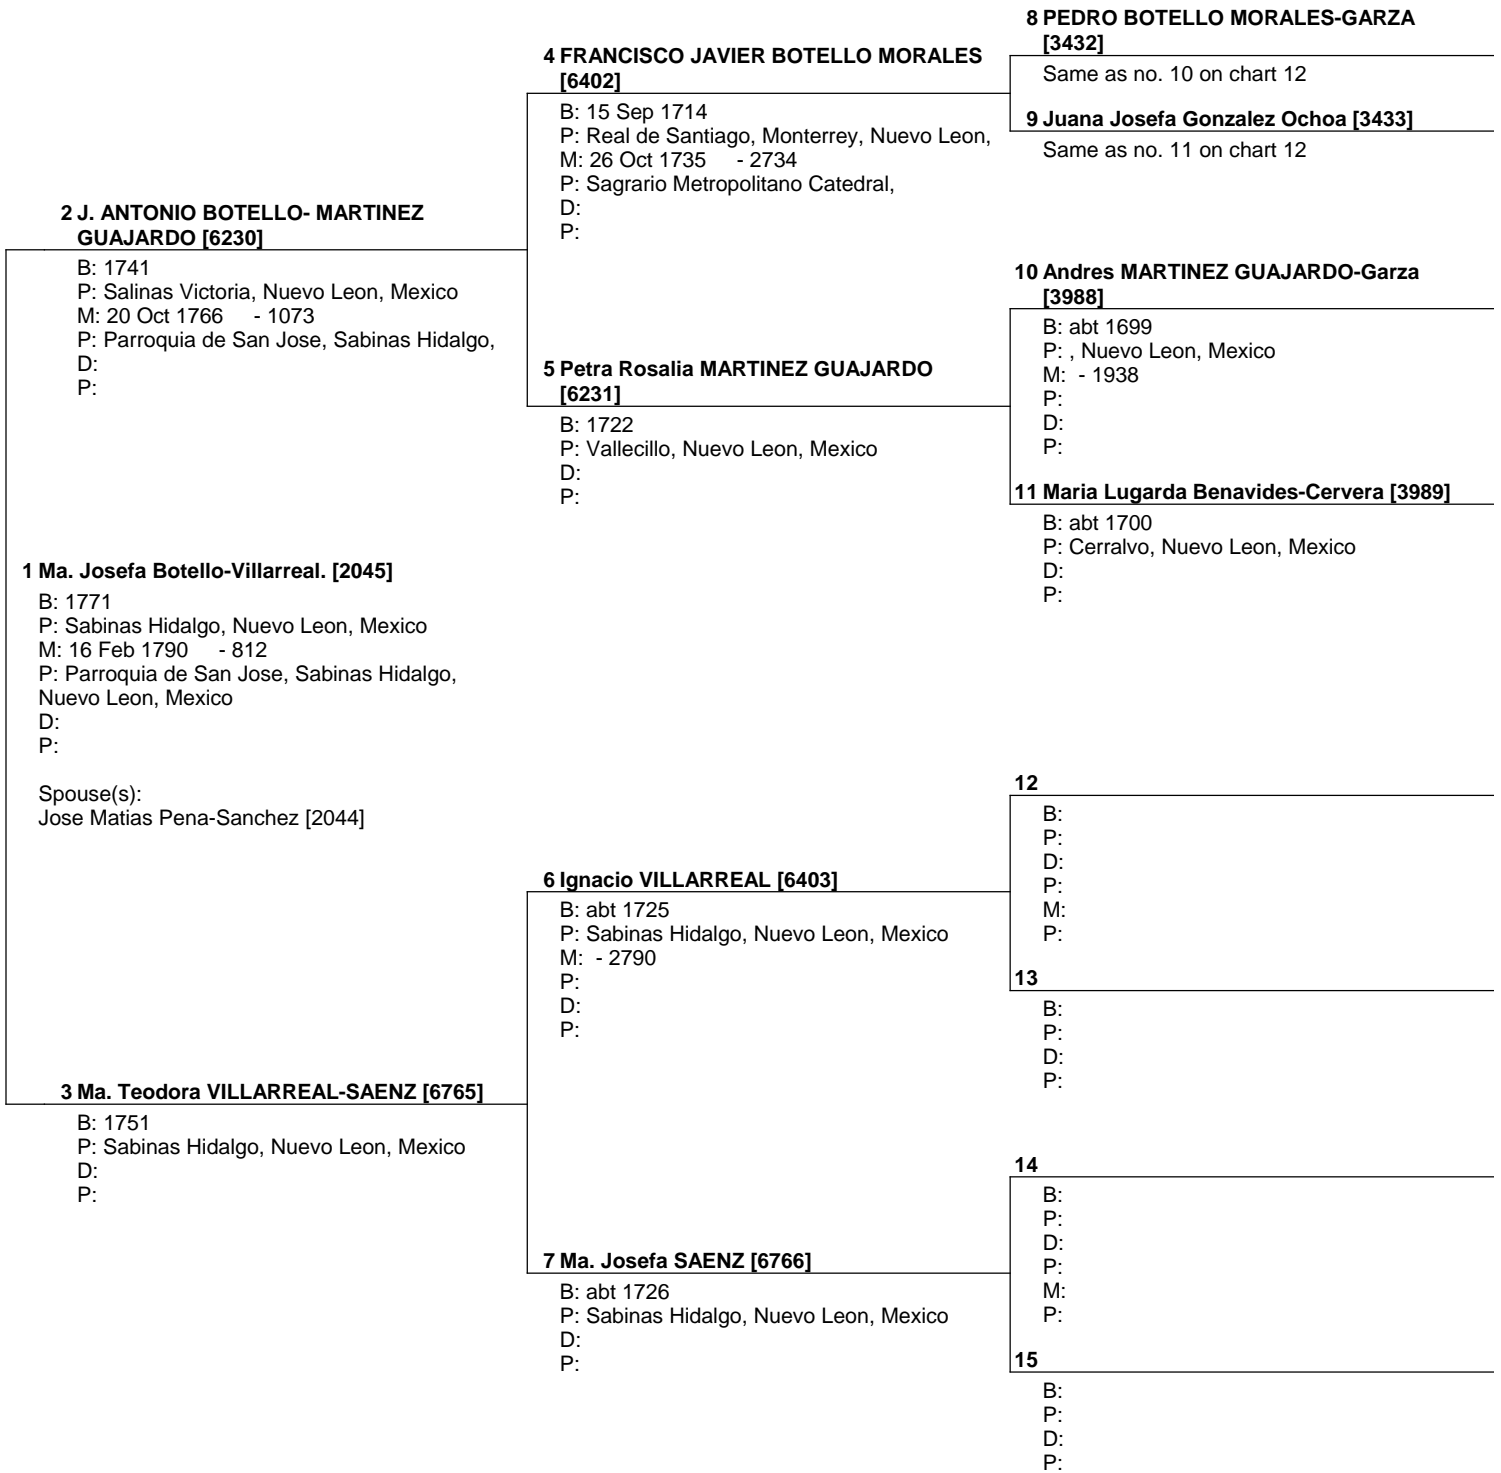 8 PEDRO BOTELLO MORALES-GARZA
[3432]
Same as no. 10 on chart 12
4 FRANCISCO JAVIER BOTELLO MORALES
[6402]
B: 15 Sep 1714
P: Real de Santiago, Monterrey, Nuevo Leon,
M: 26 Oct 1735 - 2734
P: Sagrario Metropolitano Catedral,
D:
P:
9 Juana Josefa Gonzalez Ochoa [3433]
Same as no. 11 on chart 12
2 J. ANTONIO BOTELLO- MARTINEZ
GUAJARDO [6230]
B: 1741
P: Salinas Victoria, Nuevo Leon, Mexico
M: 20 Oct 1766 - 1073
P: Parroquia de San Jose, Sabinas Hidalgo,
D:
P:
10 Andres MARTINEZ GUAJARDO-Garza
[3988]
B: abt 1699
P: , Nuevo Leon, Mexico
M: - 1938
P:
D:
P:
5 Petra Rosalia MARTINEZ GUAJARDO
[6231]
B: 1722
P: Vallecillo, Nuevo Leon, Mexico
D:
P:
11 Maria Lugarda Benavides-Cervera [3989]
B: abt 1700
P: Cerralvo, Nuevo Leon, Mexico
D:
P:
1 Ma. Josefa Botello-Villarreal. [2045]
B: 1771
P: Sabinas Hidalgo, Nuevo Leon, Mexico
M: 16 Feb 1790 - 812
P: Parroquia de San Jose, Sabinas Hidalgo,
Nuevo Leon, Mexico
D:
P:
Spouse(s):
Jose Matias Pena-Sanchez [2044]
12
B:
P:
D:
P:
M:
P:
6 Ignacio VILLARREAL [6403]
B: abt 1725
P: Sabinas Hidalgo, Nuevo Leon, Mexico
M: - 2790
P:
D:
P:
13
B:
P:
D:
P:
3 Ma. Teodora VILLARREAL-SAENZ [6765]
B: 1751
P: Sabinas Hidalgo, Nuevo Leon, Mexico
D:
P:
14
B:
P:
D:
P:
M:
P:
7 Ma. Josefa SAENZ [6766]
B: abt 1726
P: Sabinas Hidalgo, Nuevo Leon, Mexico
D:
P:
15
B:
P:
D:
P: